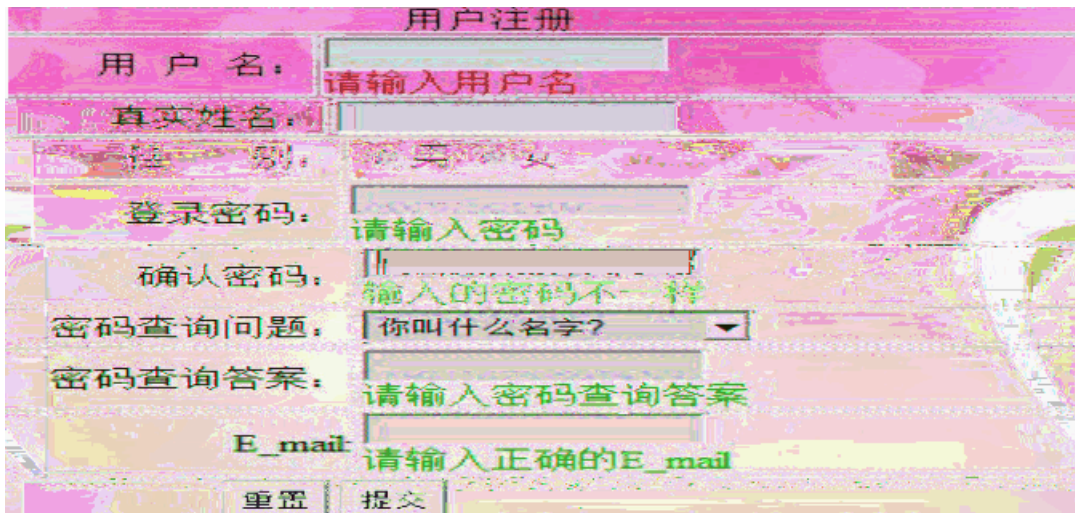 用户注册
用 户 名：
请输入用户名
真实姓名：
性 别： 男 女
登录密码：
请输入密码
确认密码：
输入的密码不一样
密码查询问题： 你叫什么名字?
密码查询答案：
请输入密码查询答案
E_mail:
请输入正确的E_mail
重置 提交